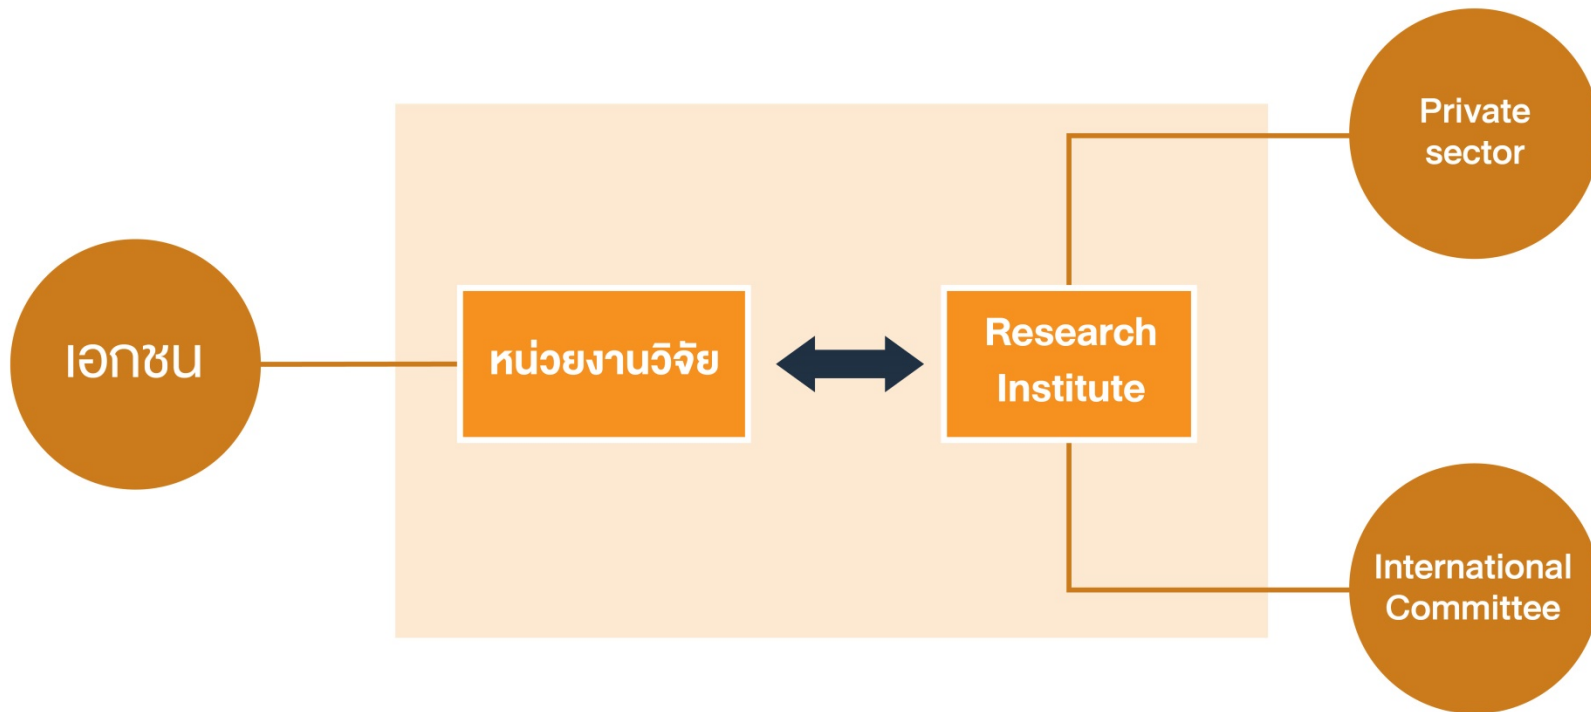 Private
sector
เอกชน
หน่วยงานวิจัย
Research
Institute
International
Committee